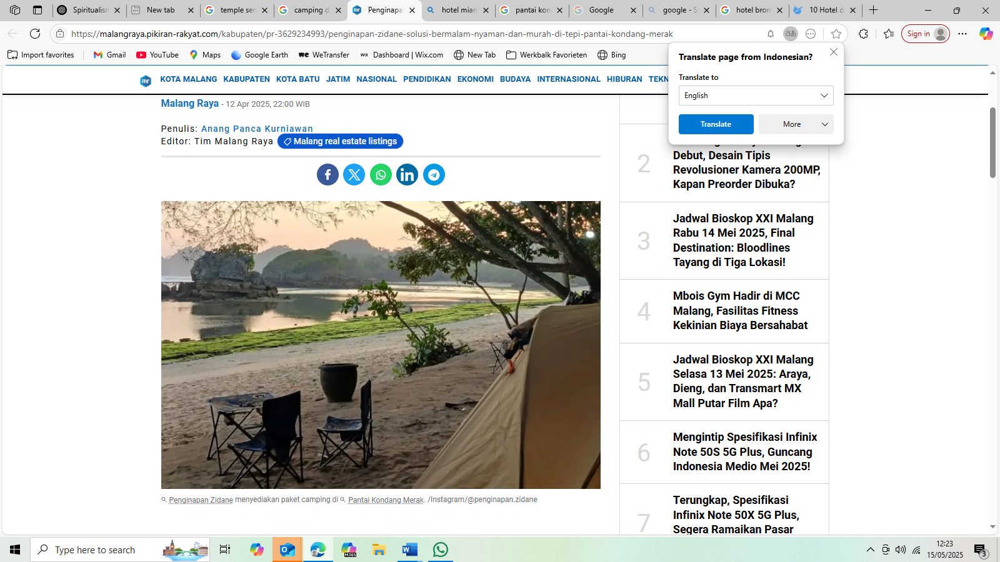 Spiritualism
New tab
temple sem
camping d
Penginapa
hotel miam
pantai kon
Google
google - S
hotel brom
10 Hotel d
https://malangraya.pikiran-rakyat.com/kabupaten/pr-3629234993/penginapan-zidane-solusi-bermalam-nyaman-dan-murah-di-tepi-pantai-kondang-merak
Sign in
Import favorites
Gmail
YouTube
Maps
Google Earth
WeTransfer
Dashboard | Wix.com
New Tab
Werkbalk Favorieten
Bing
Translate page from Indonesian?
Translate to
English
Translate
More
mr
KOTA MALANG KABUPATEN KOTA BATU JATIM NASIONAL PENDIDIKAN EKONOMI BUDAYA INTERNASIONAL HIBURAN TEKN
Malang Raya - 12 Apr 2025, 22:00 WIB
Penulis: Anang Panca Kurniawan
Editor: Tim Malang Raya
Malang real estate listings
Penginapan Zidane menyediakan paket camping di Pantai Kondang Merak. /Instagram/@penginapan.zidane
2
Debut, Desain Tipis
Revolusioner Kamera 200MP,
Kapan Preorder Dibuka?
3
Jadwal Bioskop XXI Malang
Rabu 14 Mei 2025, Final
Destination: Bloodlines
Tayang di Tiga Lokasi!
4
Mbois Gym Hadir di MCC
Malang, Fasilitas Fitness
Kekinian Biaya Bersahabat
5
Jadwal Bioskop XXI Malang
Selasa 13 Mei 2025: Araya,
Dieng, dan Transmart MX
Mall Putar Film Apa?
6
Mengintip Spesifikasi Infinix
Note 50S 5G Plus, Guncang
Indonesia Medio Mei 2025!
7
Terungkap, Spesifikasi
Infinix Note 50X 5G Plus,
Segera Ramaikan Pasar
Type here to search
M365
12:23
15/05/2025
3